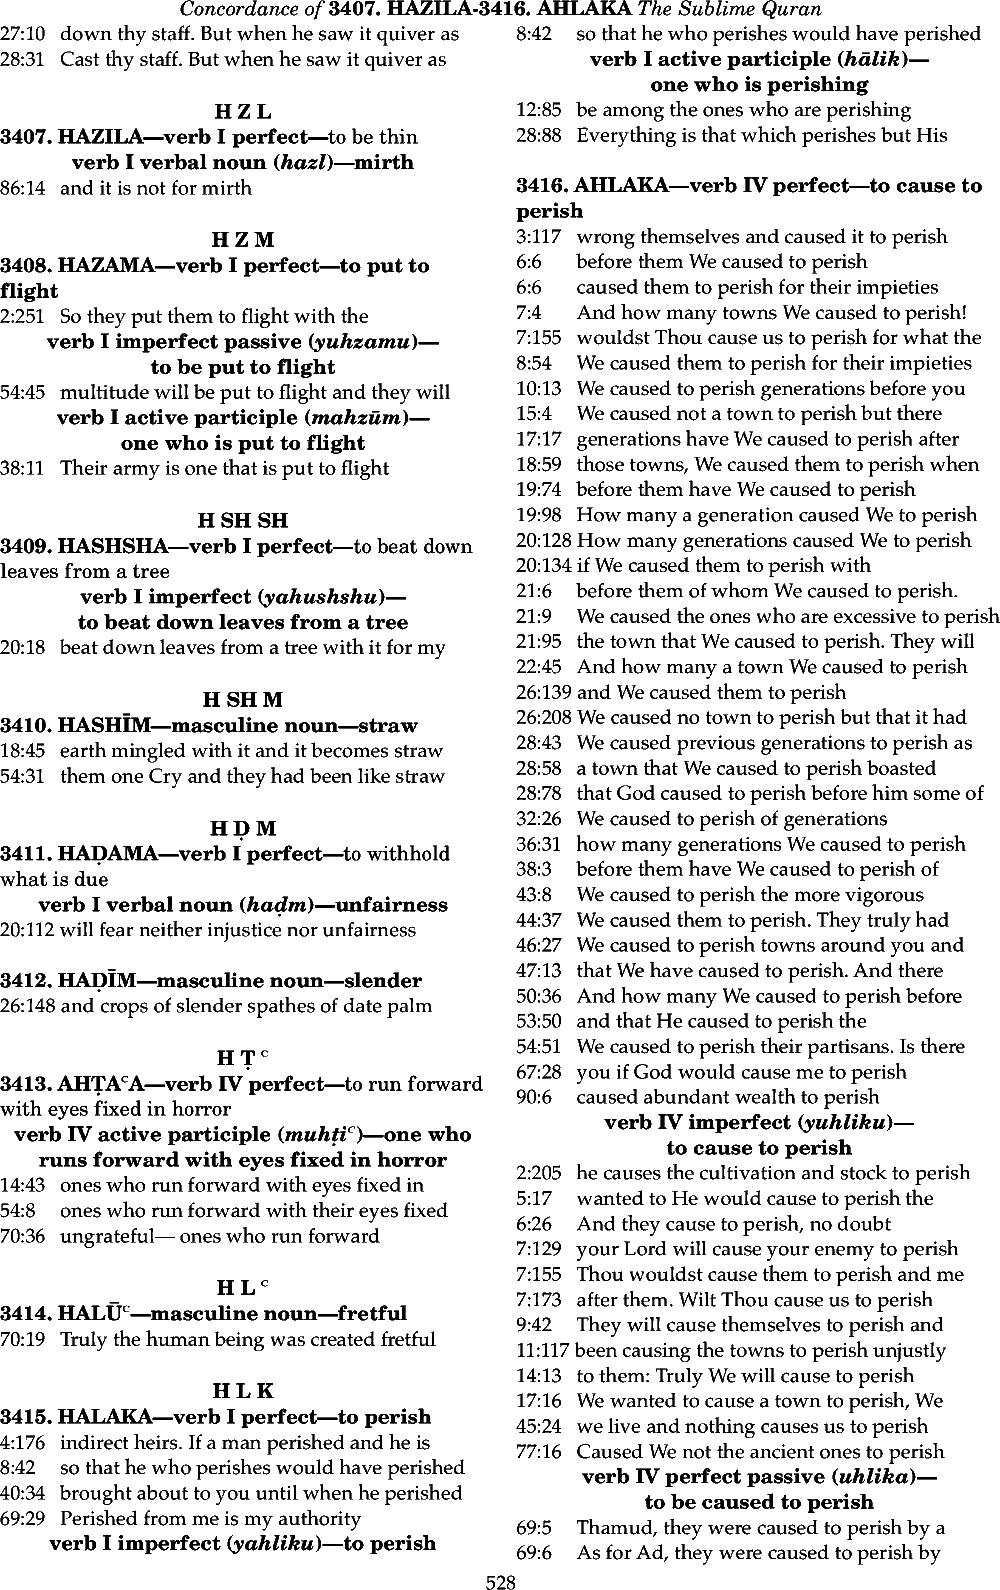 Concordance of 3407. HAZILA-3416. AHLAKA The Sublime Quran
27:10 down thy staff. But when he saw it quiver as
28:31 Cast thy staff. But when he saw it quiver as
H Z L
3407. HAZILA—verb I perfect—to be thin
verb I verbal noun (hazl)—mirth
86:14 and it is not for mirth
H Z M
3408. HAZAMA—verb I perfect—to put to
flight
2:251 So they put them to flight with the
verb I imperfect passive (yuhzamu)—
to be put to flight
54:45 multitude will be put to flight and they will
verb I active participle (mahzūm)—
one who is put to flight
38:11 Their army is one that is put to flight
H SH SH
3409. HASHSHA—verb I perfect—to beat down
leaves from a tree
verb I imperfect (yahushshu)—
to beat down leaves from a tree
20:18 beat down leaves from a tree with it for my
H SH M
3410. HASHĪM—masculine noun—straw
18:45 earth mingled with it and it becomes straw
54:31 them one Cry and they had been like straw
H Ḍ M
3411. HAḌAMA—verb I perfect—to withhold
what is due
verb I verbal noun (haḍm)—unfairness
20:112 will fear neither injustice nor unfairness
3412. HAḌĪM—masculine noun—slender
26:148 and crops of slender spathes of date palm
H Ṭ ᶜ
3413. AHṬAᶜA—verb IV perfect—to run forward
with eyes fixed in horror
verb IV active participle (muhṭiᶜ)—one who
runs forward with eyes fixed in horror
14:43 ones who run forward with eyes fixed in
54:8 ones who run forward with their eyes fixed
70:36 ungrateful— ones who run forward
H L ᶜ
3414. HALŪᶜ—masculine noun—fretful
70:19 Truly the human being was created fretful
H L K
3415. HALAKA—verb I perfect—to perish
4:176 indirect heirs. If a man perished and he is
8:42 so that he who perishes would have perished
40:34 brought about to you until when he perished
69:29 Perished from me is my authority
verb I imperfect (yahliku)—to perish
8:42 so that he who perishes would have perished
verb I active participle (hālik)—
one who is perishing
12:85 be among the ones who are perishing
28:88 Everything is that which perishes but His
3416. AHLAKA—verb IV perfect—to cause to
perish
3:117 wrong themselves and caused it to perish
6:6 before them We caused to perish
6:6 caused them to perish for their impieties
7:4 And how many towns We caused to perish!
7:155 wouldst Thou cause us to perish for what the
8:54 We caused them to perish for their impieties
10:13 We caused to perish generations before you
15:4 We caused not a town to perish but there
17:17 generations have We caused to perish after
18:59 those towns, We caused them to perish when
19:74 before them have We caused to perish
19:98 How many a generation caused We to perish
20:128 How many generations caused We to perish
20:134 if We caused them to perish with
21:6 before them of whom We caused to perish.
21:9 We caused the ones who are excessive to perish
21:95 the town that We caused to perish. They will
22:45 And how many a town We caused to perish
26:139 and We caused them to perish
26:208 We caused no town to perish but that it had
28:43 We caused previous generations to perish as
28:58 a town that We caused to perish boasted
28:78 that God caused to perish before him some of
32:26 We caused to perish of generations
36:31 how many generations We caused to perish
38:3 before them have We caused to perish of
43:8 We caused to perish the more vigorous
44:37 We caused them to perish. They truly had
46:27 We caused to perish towns around you and
47:13 that We have caused to perish. And there
50:36 And how many We caused to perish before
53:50 and that He caused to perish the
54:51 We caused to perish their partisans. Is there
67:28 you if God would cause me to perish
90:6 caused abundant wealth to perish
verb IV imperfect (yuhliku)—
to cause to perish
2:205 he causes the cultivation and stock to perish
5:17 wanted to He would cause to perish the
6:26 And they cause to perish, no doubt
7:129 your Lord will cause your enemy to perish
7:155 Thou wouldst cause them to perish and me
7:173 after them. Wilt Thou cause us to perish
9:42 They will cause themselves to perish and
11:117 been causing the towns to perish unjustly
14:13 to them: Truly We will cause to perish
17:16 We wanted to cause a town to perish, We
45:24 we live and nothing causes us to perish
77:16 Caused We not the ancient ones to perish
verb IV perfect passive (uhlika)—
to be caused to perish
69:5 Thamud, they were caused to perish by a
69:6 As for Ad, they were caused to perish by
528